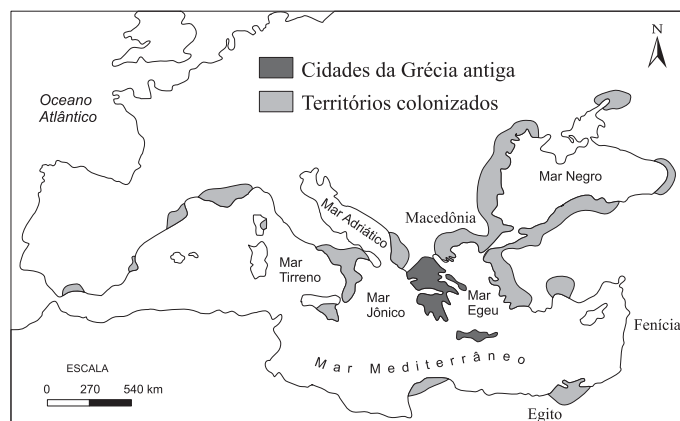 N
Cidades da Grécia antiga
Territórios colonizados
Oceano
Atlântico
Mar Negro
Mar Adriático
Macedônia
Mar
Tirreno
Mar
Jônico
Mar
Egeu
Fenícia
Mar Mediterrâneo
ESCALA
0 270 540 km
Egito